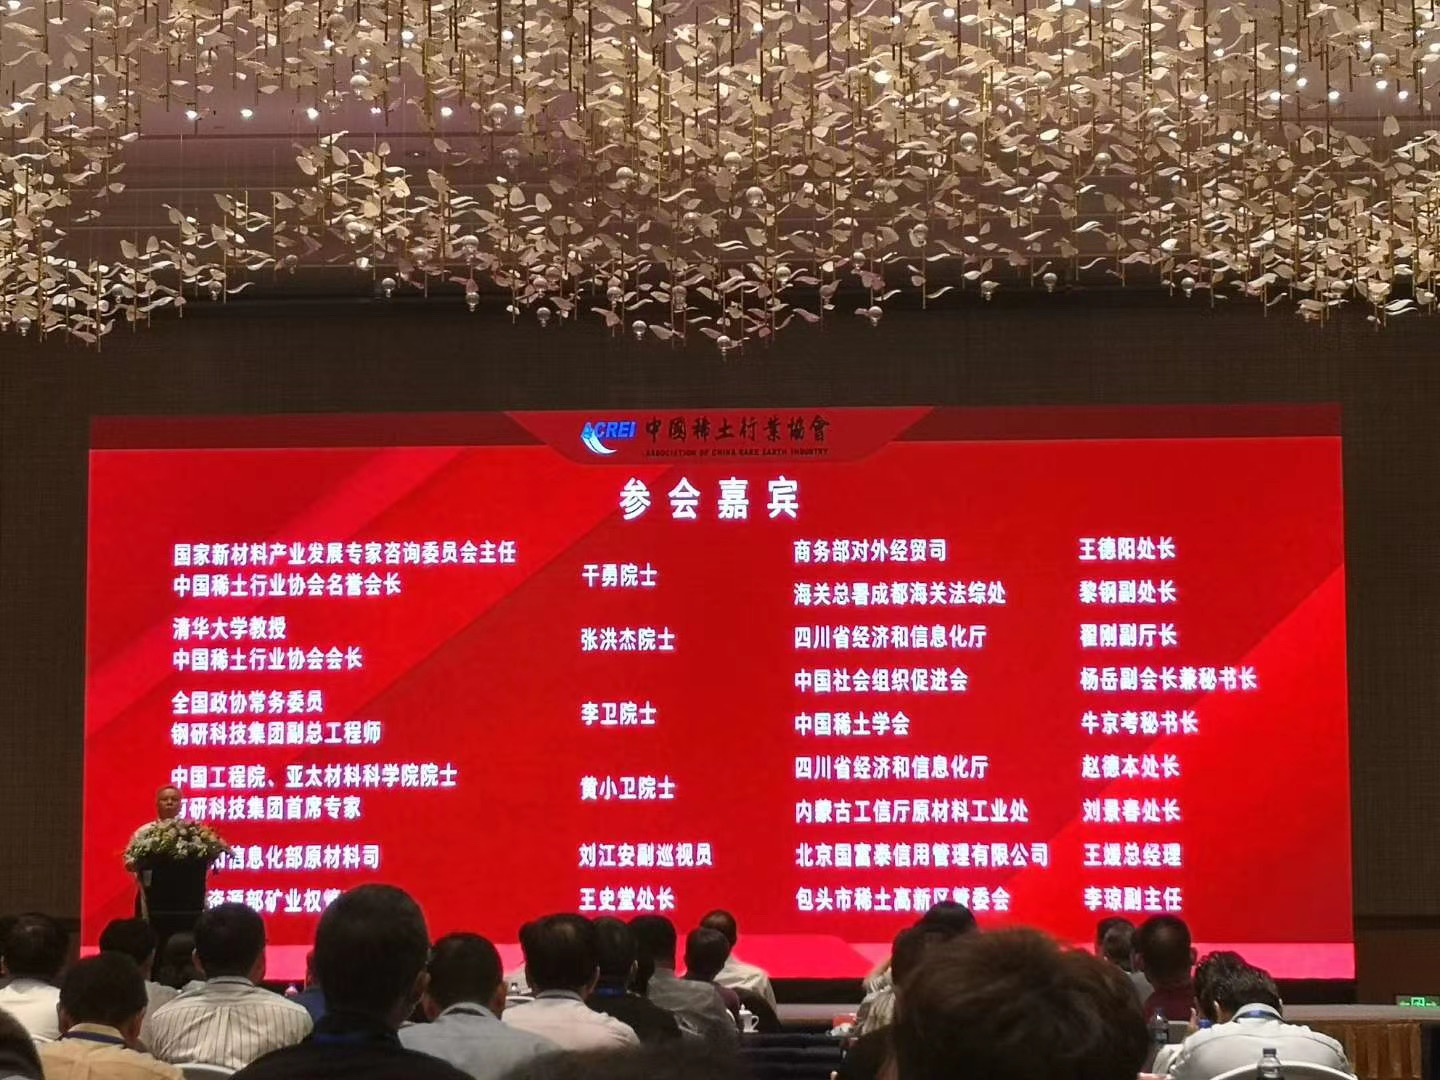 ACREI 中國稀土行業協會
ASSOCIATION OF CHINA RARE EARTH INDUSTRY
参会嘉宾
国家新材料产业发展专家咨询委员会主任
中国稀土行业协会名誉会长
干勇院士
清华大学教授
中国稀土行业协会会长
张洪杰院士
全国政协常务委员
钢研科技集团副总工程师
李卫院士
中国工程院、亚太材料科学院院士
研科技集团首席专家
黄小卫院士
和信息化部原材料司
刘江安副巡视员
资源部矿业权管
王史堂处长
商务部对外经贸司
王德阳处长
海关总署成都海关法综处
黎钢副处长
四川省经济和信息化厅
翟刚副厅长
中国社会组织促进会
杨岳副会长兼秘书长
中国稀土学会
牛京考秘书长
四川省经济和信息化厅
赵德本处长
内蒙古工信厅原材料工业处
刘景春处长
北京国富泰信用管理有限公司
王媛总经理
包头市稀土高新区管委会
李琼副主任